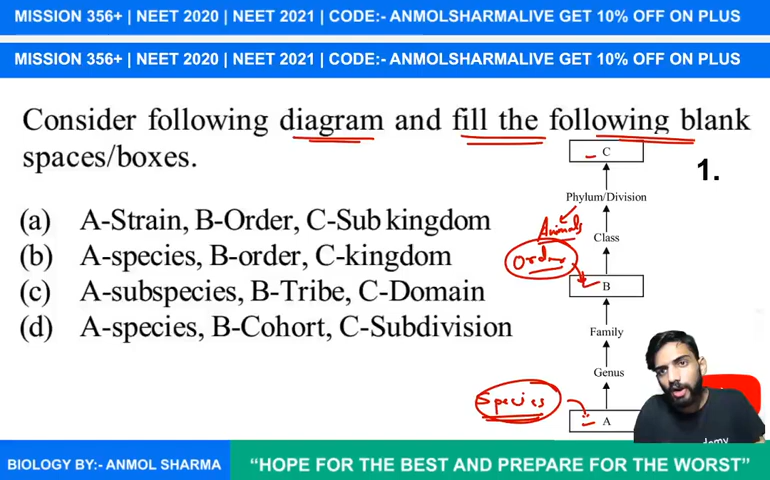 MISSION 356+ | NEET 2020 | NEET 2021 | CODE:- ANMOLSHARMALIVE GET 10% OFF ON PLUS
MISSION 356+ | NEET 2020 | NEET 2021 | CODE:- ANMOLSHARMALIVE GET 10% OFF ON PLUS
Consider following diagram and fill the following blank
spaces/boxes.
C
1.
Phylum/Division
Animals
(a) A-Strain, B-Order, C-Sub kingdom
Class
(b) A-species, B-order, C-kingdom
Order
(c) A-subspecies, B-Tribe, C-Domain
B
(d) A-species, B-Cohort, C-Subdivision
Family
Genus
Species
A
BIOLOGY BY:- ANMOL SHARMA
“HOPE FOR THE BEST AND PREPARE FOR THE WORST”